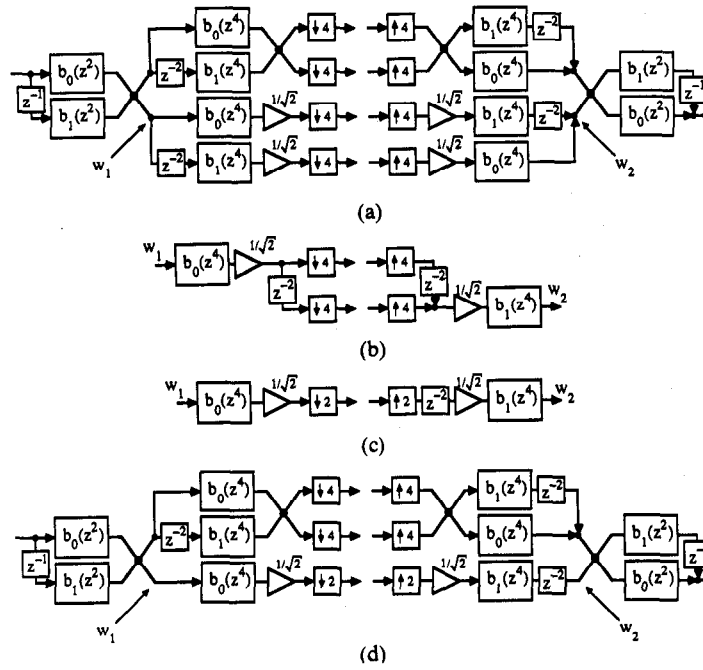 b₀(z⁴) ↓4 ↑4 b₁(z⁴) z⁻²
b₀(z²) z⁻² b₁(z⁴) ↓4 ↑4 b₀(z⁴) b₁(z²)
z⁻¹ z⁻¹
1/√2 1/√2
b₁(z²) b₀(z⁴) ↓4 ↑4 b₁(z⁴) z⁻² b₀(z²)
1/√2
w₁ z⁻² b₁(z⁴) ↓4 ↑4 b₀(z⁴) w₂
(a)
w₁ 1/√2
b₀(z⁴) ↓4 ↑4
z⁻² z⁻²
1/√2 w₂
↓4 ↑4 b₁(z⁴)
(b)
w₁ 1/√2 1/√2 w₂
b₀(z⁴) ↓2 ↑2 z⁻² b₁(z⁴)
(c)
b₀(z⁴) ↓4 ↑4 b₁(z⁴) z⁻²
b₀(z²) z⁻² b₁(z⁴) ↓4 ↑4 b₀(z⁴) b₁(z²)
z⁻¹
1/√2 1/√2
b₁(z²) b₀(z⁴) ↓2 ↑2 b₁(z⁴) z⁻² b₀(z²)
w₁ w₂
(d)